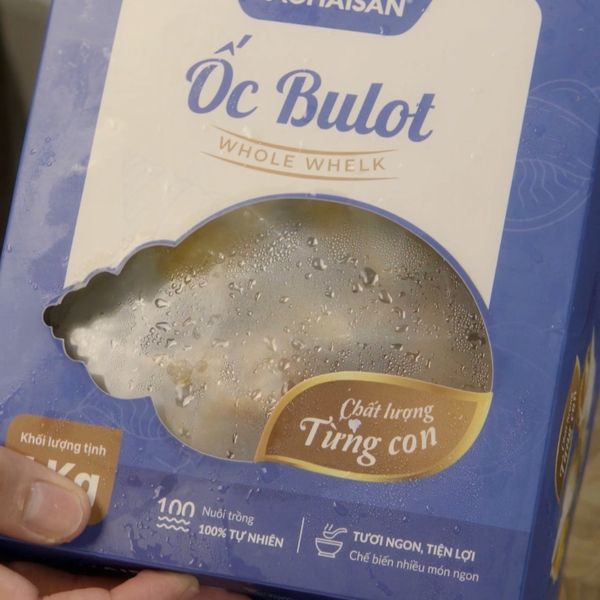 Ốc Bulot
WHOLE WHELK
Chất lượng
Từng con
Khối lượng tịnh
Kg
100
Nuôi trồng
100% TỰ NHIÊN
TƯƠI NGON, TIỆN LỢI
Chế biến nhiều món ngon